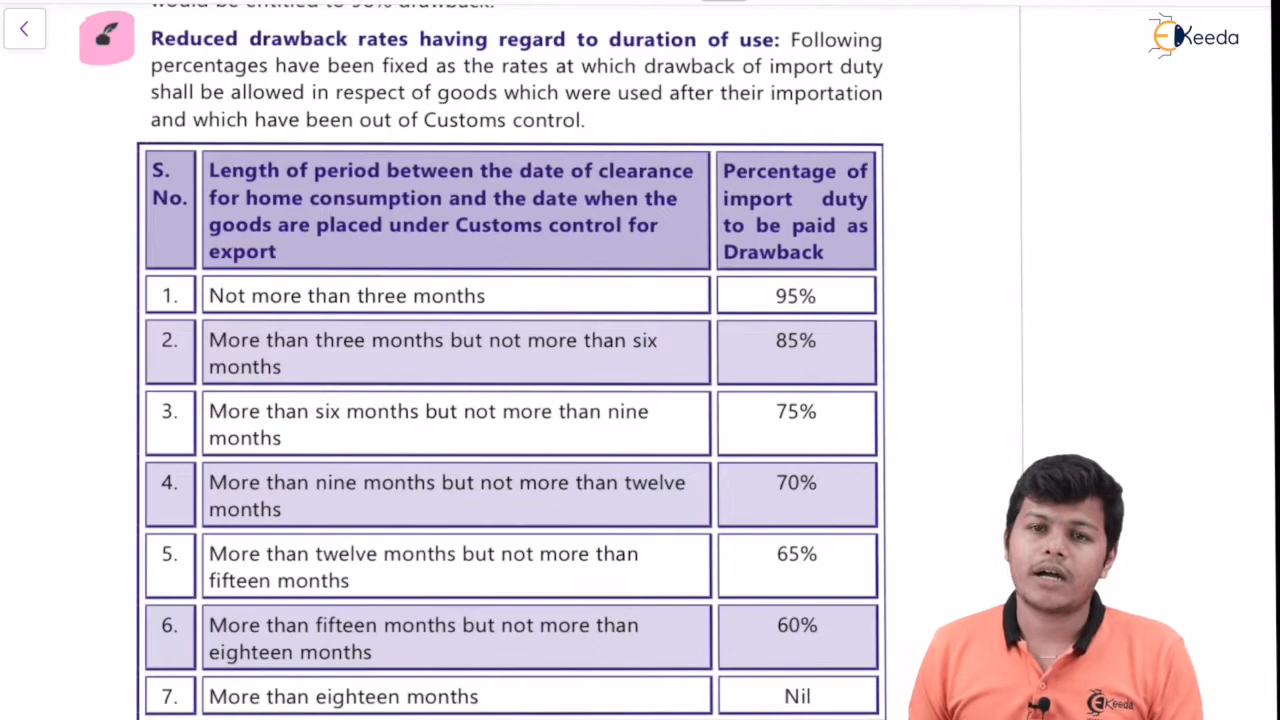 would be entitled to 98% drawback.
Keeda
Reduced drawback rates having regard to duration of use: Following
percentages have been fixed as the rates at which drawback of import duty
shall be allowed in respect of goods which were used after their importation
and which have been out of Customs control.
S. No.
Length of period between the date of clearance
for home consumption and the date when the
goods are placed under Customs control for
export
Percentage of
import duty
to be paid as
Drawback
1. Not more than three months 95%
2. More than three months but not more than six 85%
months
3. More than six months but not more than nine 75%
months
4. More than nine months but not more than twelve 70%
months
5. More than twelve months but not more than 65%
fifteen months
6. More than fifteen months but not more than 60%
eighteen months
7. More than eighteen months Nil
Keeda